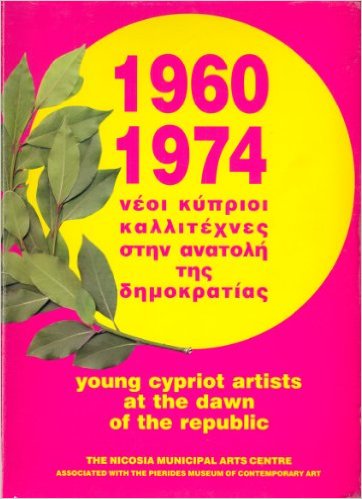 1960
1974
νέοι κύπριοι
καλλιτέχνες
στην ανατολή
της
δημοκρατίας
young cypriot artists
at the dawn
of the republic
THE NICOSIA MUNICIPAL ARTS CENTRE
ASSOCIATED WITH THE PIERIDES MUSEUM OF CONTEMPORARY ART